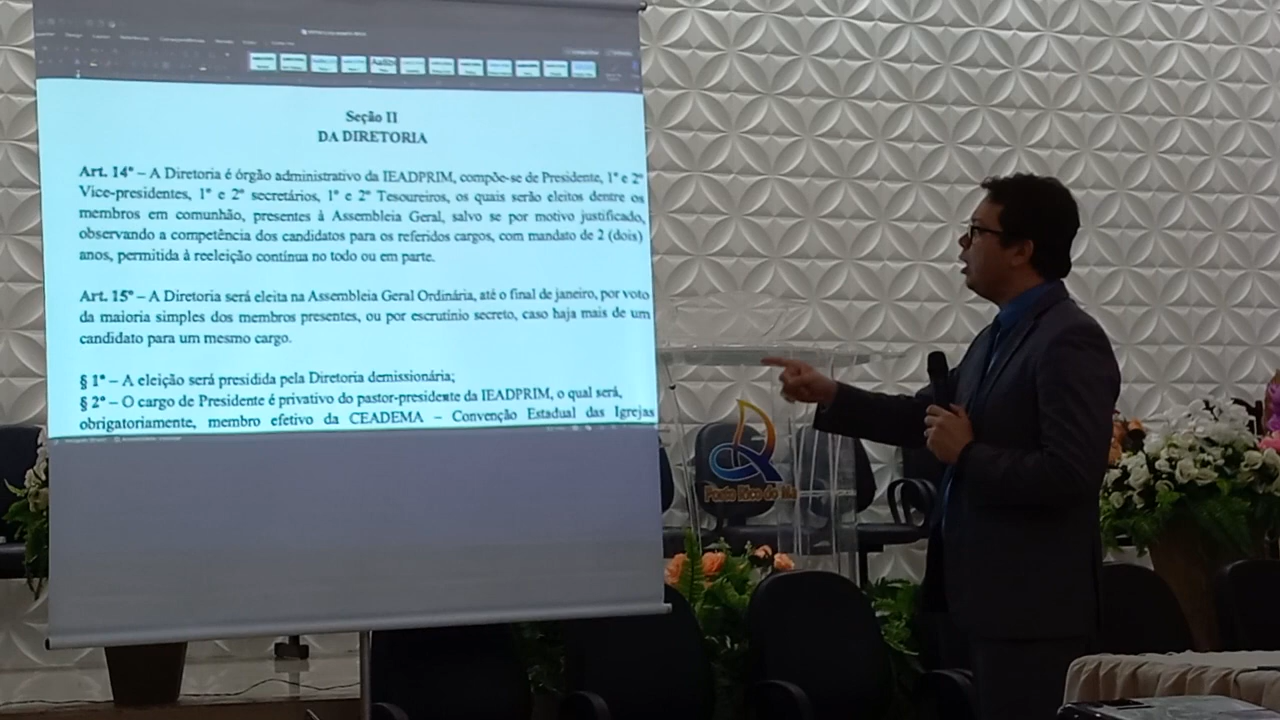 Seção II
DA DIRETORIA
Art. 14º – A Diretoria é órgão administrativo da IEADPRIM, compõe-se de Presidente, 1º e 2º
Vice-presidentes, 1º e 2º secretários, 1º e 2º Tesoureiros, os quais serão eleitos dentre os
membros em comunhão, presentes à Assembleia Geral, salvo se por motivo justificado,
observando a competência dos candidatos para os referidos cargos, com mandato de 2 (dois)
anos, permitida à reeleição contínua no todo ou em parte.
Art. 15º – A Diretoria será eleita na Assembleia Geral Ordinária, até o final de janeiro, por voto
da maioria simples dos membros presentes, ou por escrutínio secreto, caso haja mais de um
candidato para um mesmo cargo.
§ 1º – A eleição será presidida pela Diretoria demissionária;
§ 2º – O cargo de Presidente é privativo do pastor-presidente da IEADPRIM, o qual será,
obrigatoriamente, membro efetivo da CEADEMA – Convenção Estadual das Igrejas
Porto Rico do Ma